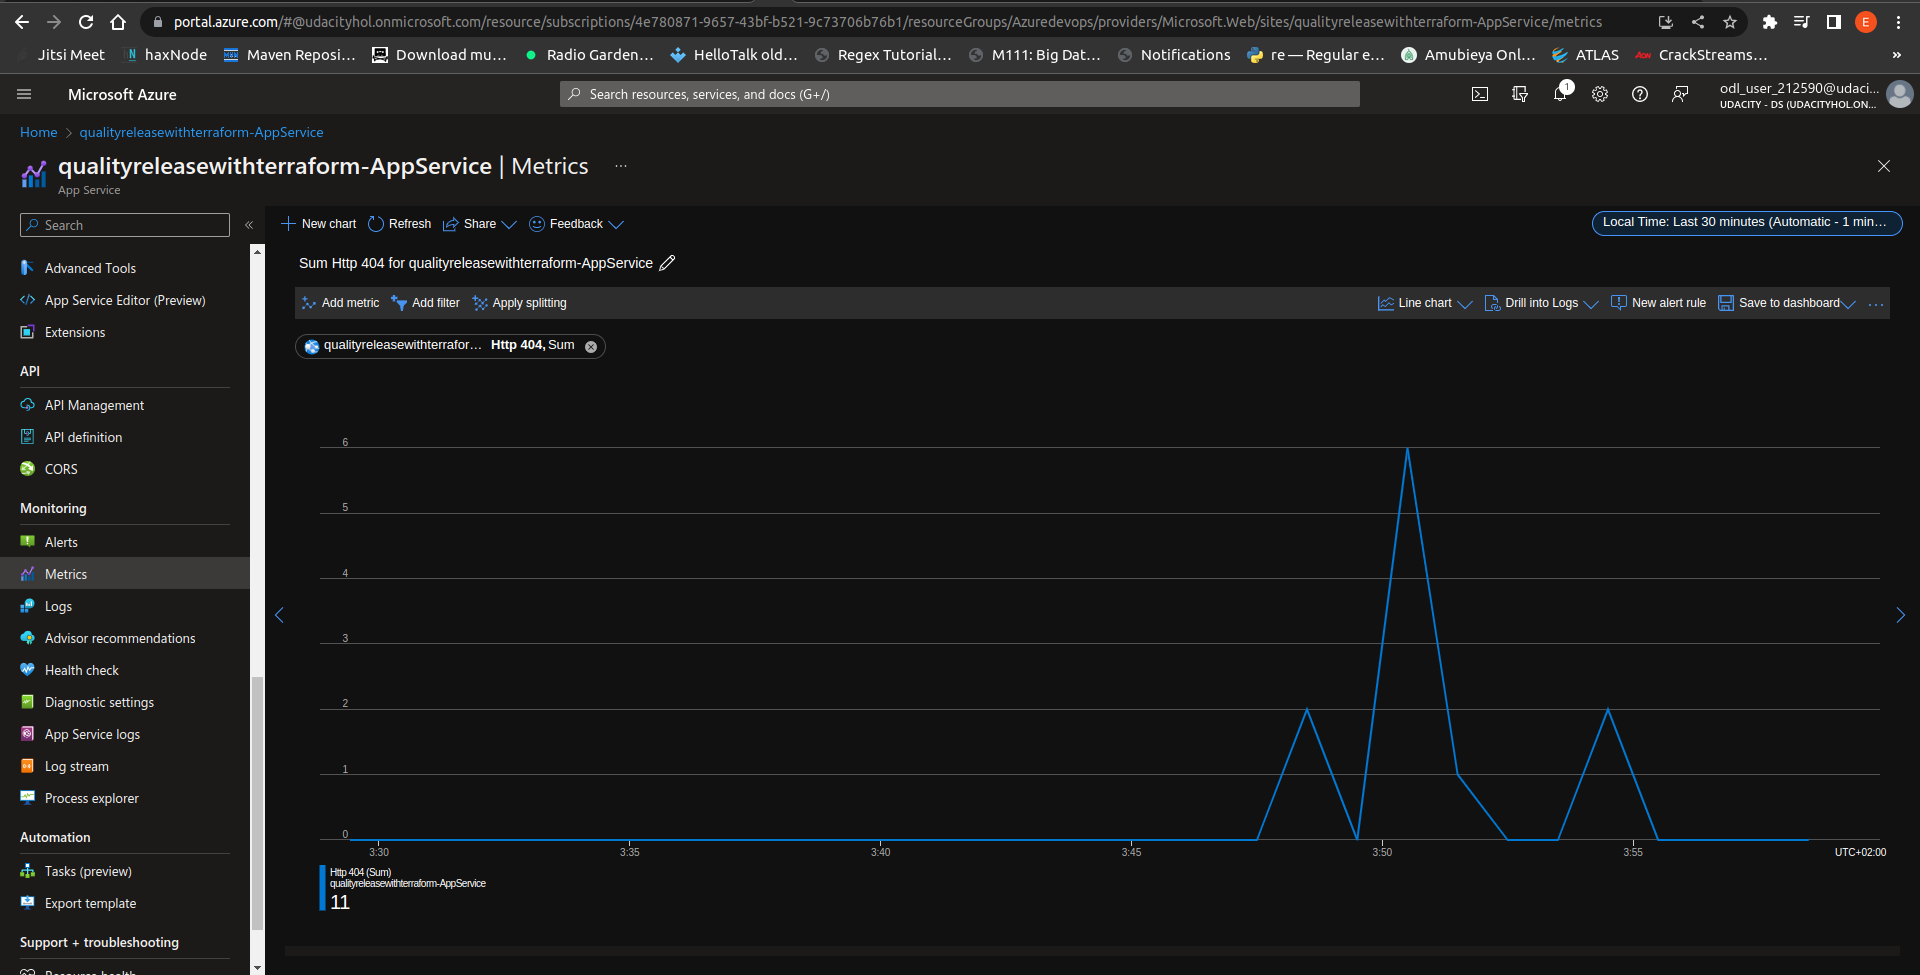 portal.azure.com/#@udacityhol.onmicrosoft.com/resource/subscriptions/4e780871-9657-43bf-b521-9c73706b76b1/resourceGroups/Azuredevops/providers/Microsoft.Web/sites/qualityreleasewithterraform-AppService/metrics
E
Jitsi Meet
haxNode
Maven Reposi...
Download mu...
Radio Garden...
HelloTalk old...
Regex Tutorial...
M111: Big Dat...
Notifications
re — Regular e...
Amubieya Onl...
ATLAS
CrackStreams...
»
Microsoft Azure
Search resources, services, and docs (G+/)
1
odl_user_212590@udaci...
UDACITY - DS (UDACITYHOL.ON...
Home > qualityreleasewithterraform-AppService
qualityreleasewithterraform-AppService | Metrics ...
App Service
Search
«
New chart
Refresh
Share
Feedback
Local Time: Last 30 minutes (Automatic - 1 min...
Sum Http 404 for qualityreleasewithterraform-AppService
Add metric
Add filter
Apply splitting
Line chart
Drill into Logs
New alert rule
Save to dashboard
...
qualityreleasewithterrafor... Http 404, Sum
Advanced Tools
App Service Editor (Preview)
Extensions
API
API Management
API definition
CORS
Monitoring
Alerts
Metrics
Logs
Advisor recommendations
Health check
Diagnostic settings
App Service logs
Log stream
Process explorer
Automation
Tasks (preview)
Export template
Support + troubleshooting
Resource health
6
5
4
3
2
1
0
3:30
3:35
3:40
3:45
3:50
3:55
UTC+02:00
Http 404 (Sum)
qualityreleasewithterraform-AppService
11